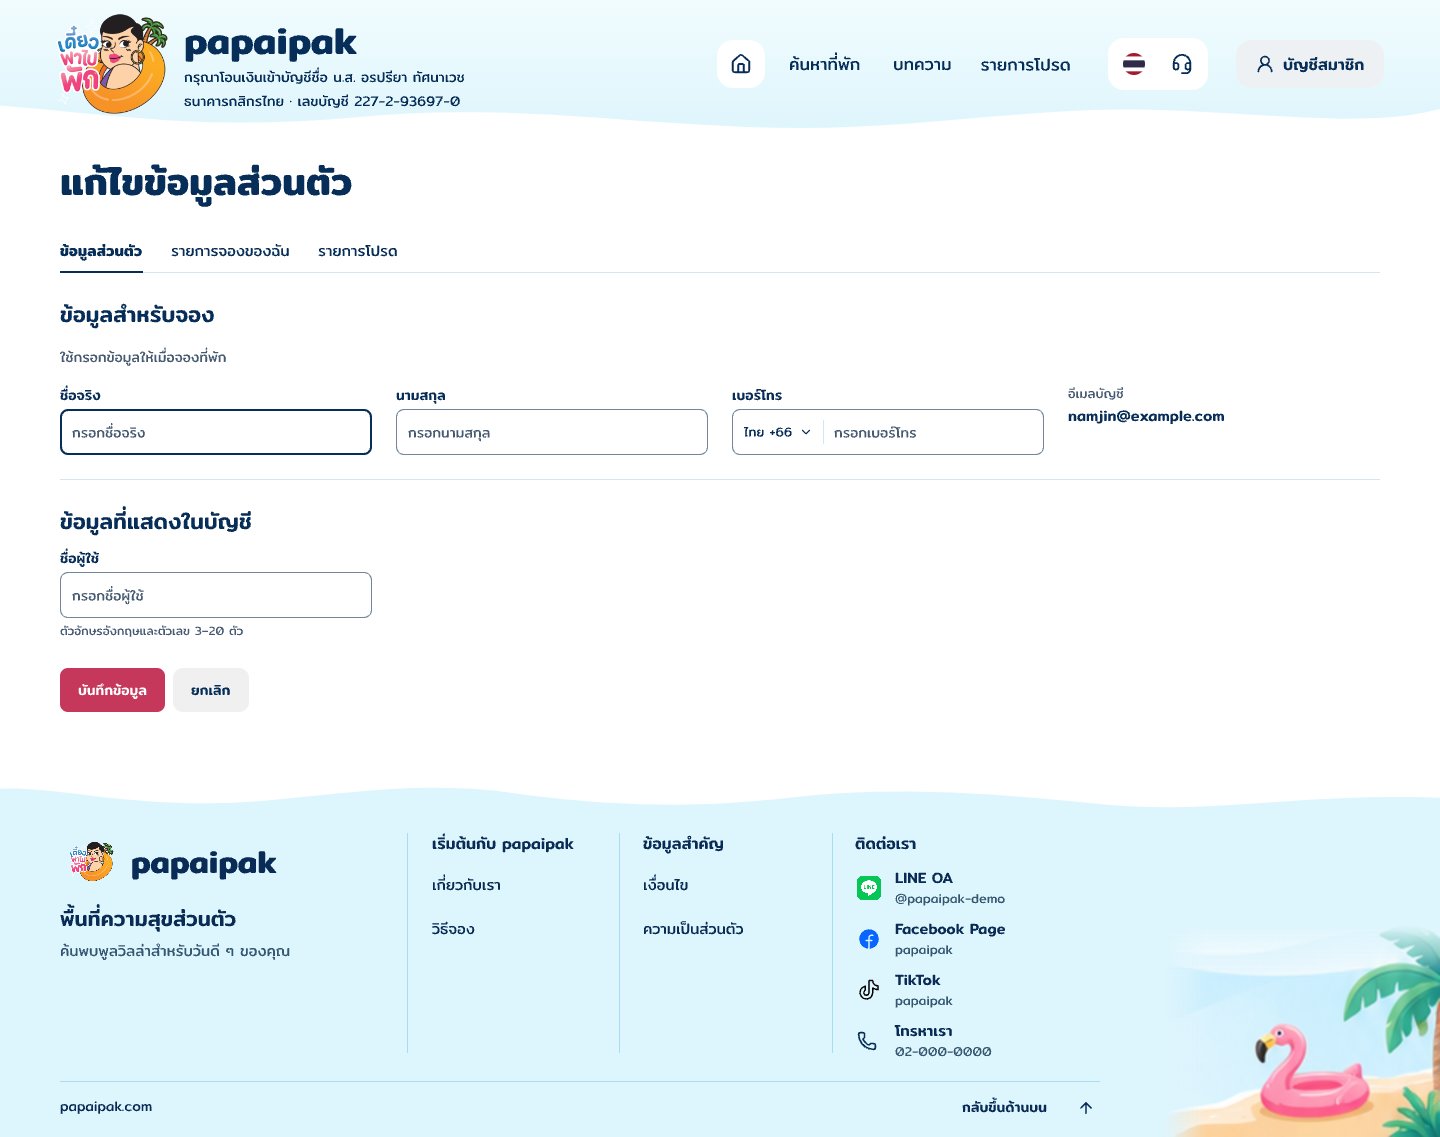 เดี๋ยว
พาไป
พัก
papaipak
กรุณาโอนเงินเข้าบัญชีชื่อ น.ส. อรปรียา ทัศนาเวช
ธนาคารกสิกรไทย · เลขบัญชี 227-2-93697-0
ค้นหาที่พัก
บทความ
รายการโปรด
บัญชีสมาชิก
แก้ไขข้อมูลส่วนตัว
ข้อมูลส่วนตัว
รายการจองของฉัน
รายการโปรด
ข้อมูลสำหรับจอง
ใช้กรอกข้อมูลให้เมื่อจองที่พัก
ชื่อจริง
นามสกุล
เบอร์โทร
อีเมลบัญชี
กรอกชื่อจริง
กรอกนามสกุล
ไทย +66
กรอกเบอร์โทร
namjin@example.com
ข้อมูลที่แสดงในบัญชี
ชื่อผู้ใช้
กรอกชื่อผู้ใช้
ตัวอักษรอังกฤษและตัวเลข 3–20 ตัว
บันทึกข้อมูล
ยกเลิก
เดี๋ยว
พาไป
พัก
papaipak
พื้นที่ความสุขส่วนตัว
ค้นพบพูลวิลล่าสำหรับวันดี ๆ ของคุณ
เริ่มต้นกับ papaipak
เกี่ยวกับเรา
วิธีจอง
ข้อมูลสำคัญ
เงื่อนไข
ความเป็นส่วนตัว
ติดต่อเรา
LINE
LINE OA
@papaipak-demo
Facebook Page
papaipak
TikTok
papaipak
โทรหาเรา
02-000-0000
papaipak.com
กลับขึ้นด้านบน